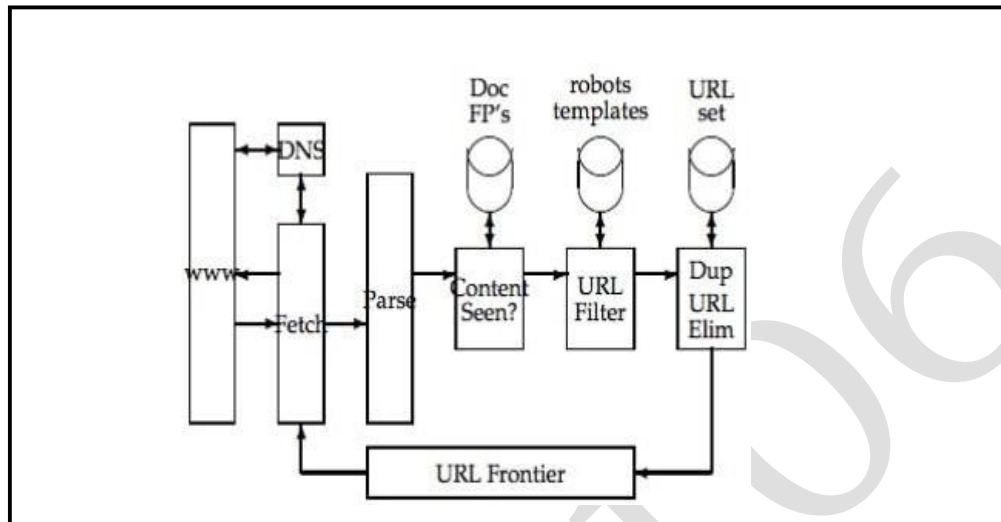 Doc
FP's
robots
templates
URL
set
DNS
www
Fetch
Parse
Content
Seen?
URL
Filter
Dup
URL
Elim
URL Frontier
06